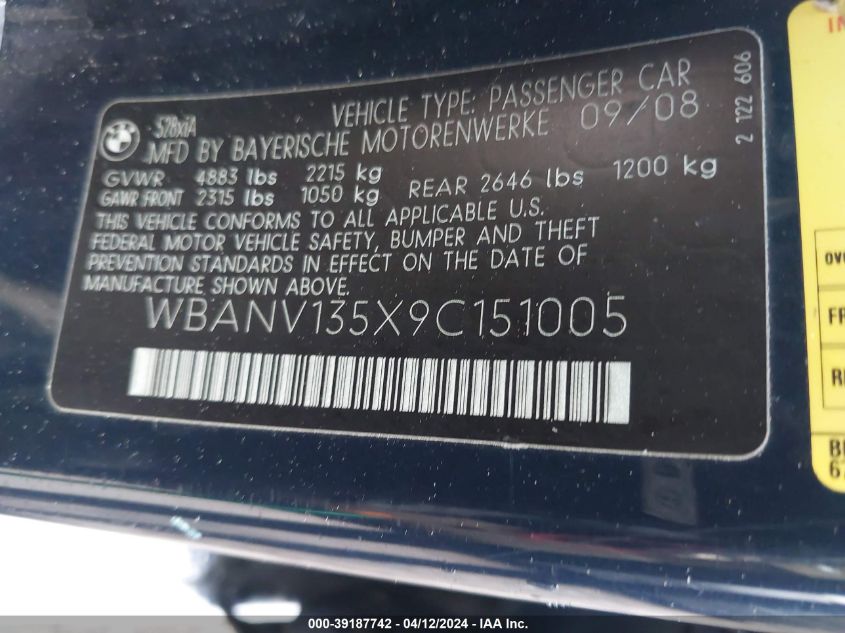 528xiA
VEHICLE TYPE: PASSENGER CAR
MFD BY BAYERISCHE MOTORENWERKE 09/08
GVWR 4883 lbs 2215 kg
GAWR FRONT 2315 lbs 1050 kg REAR 2646 lbs 1200 kg
THIS VEHICLE CONFORMS TO ALL APPLICABLE U.S.
FEDERAL MOTOR VEHICLE SAFETY, BUMPER AND THEFT
PREVENTION STANDARDS IN EFFECT ON THE DATE OF
MANUFACTURE SHOWN ABOVE.
WBANV135X9C151005
2 122 606
000-39187742 - 04/12/2024 - IAA Inc.